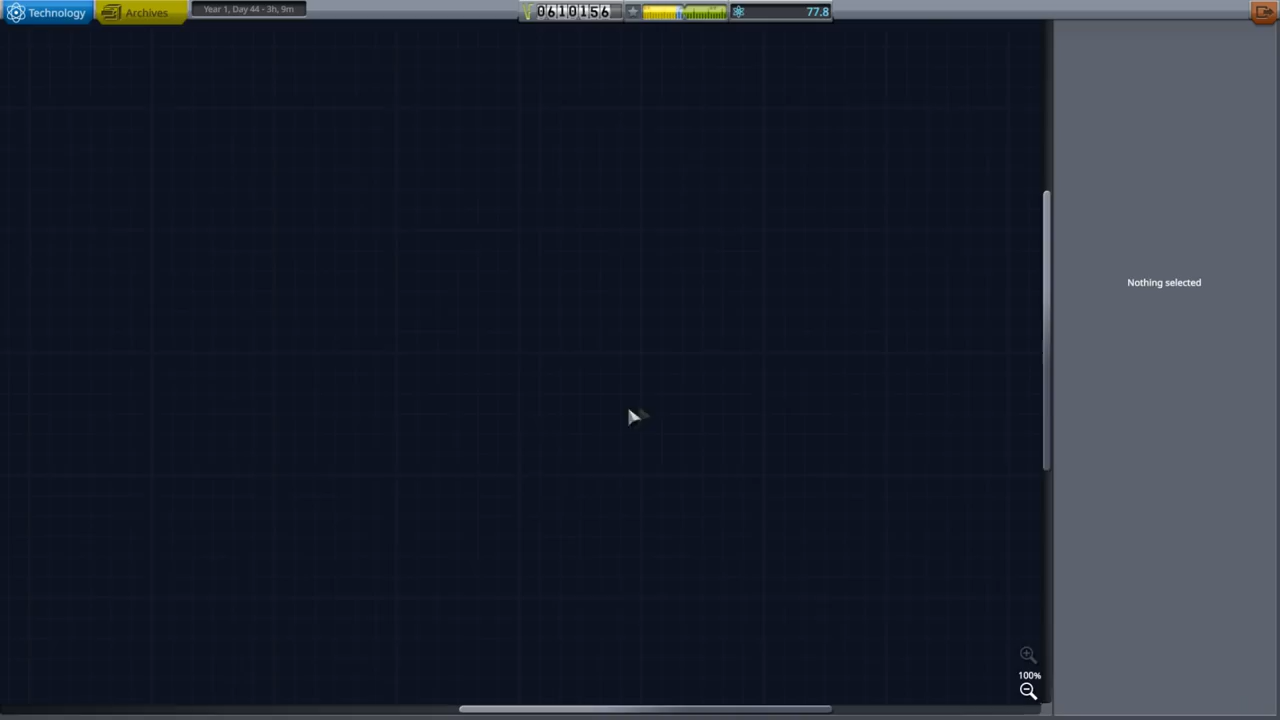 Technology
Archives
Year 1, Day 44 - 3h, 9m
0610156
77.8
Nothing selected
100%